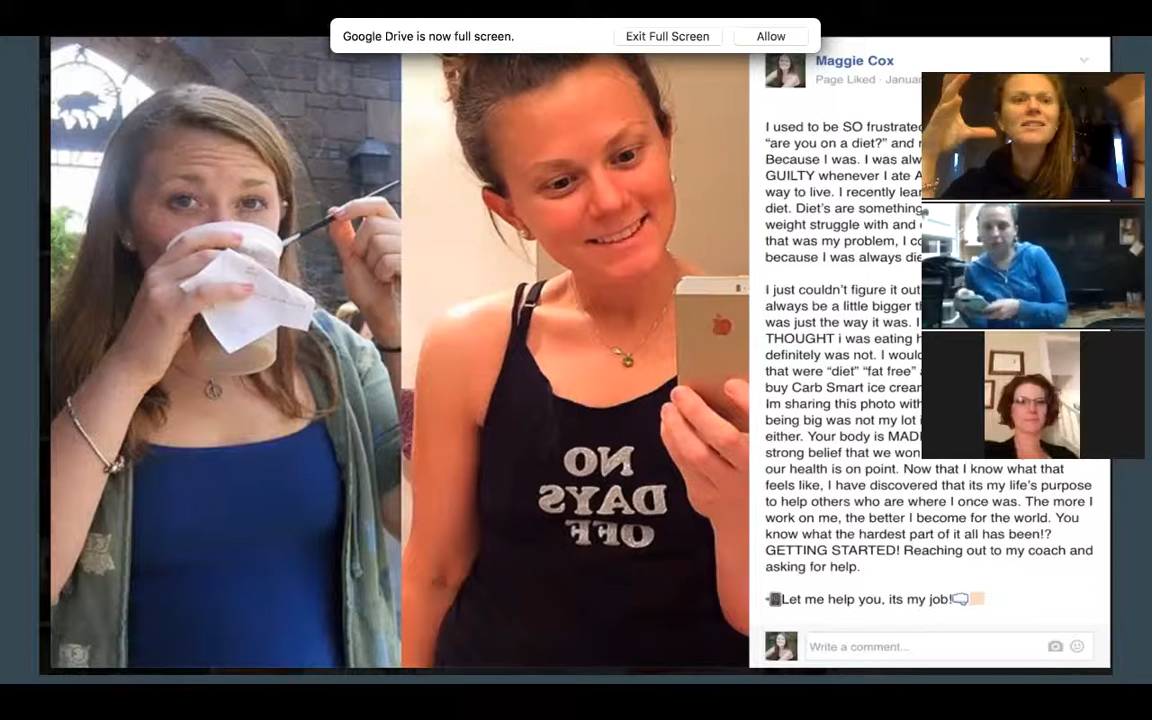 Google Drive is now full screen.
Exit Full Screen
Allow
Maggie Cox
Page Liked · Januar
I used to be SO frustrated
"are you on a diet?" and
Because I was. I was alw
GUILTY whenever I ate A
way to live. I recently lear
diet. Diet's are something
weight struggle with and
that was my problem, I co
because I was always die
I just couldn't figure it out
always be a little bigger t
was just the way it was. I
THOUGHT i was eating h
definitely was not. I would
that were "diet" "fat free"
buy Carb Smart ice crea
Im sharing this photo with
being big was not my lot i
either. Your body is MAD
strong belief that we won
our health is on point. Now that I know what that
feels like, I have discovered that its my life's purpose
to help others who are where I once was. The more I
work on me, the better I become for the world. You
know what the hardest part of it all has been!?
GETTING STARTED! Reaching out to my coach and
asking for help.
Let me help you, its my job!
Write a comment...
NO
DAYS
OFF